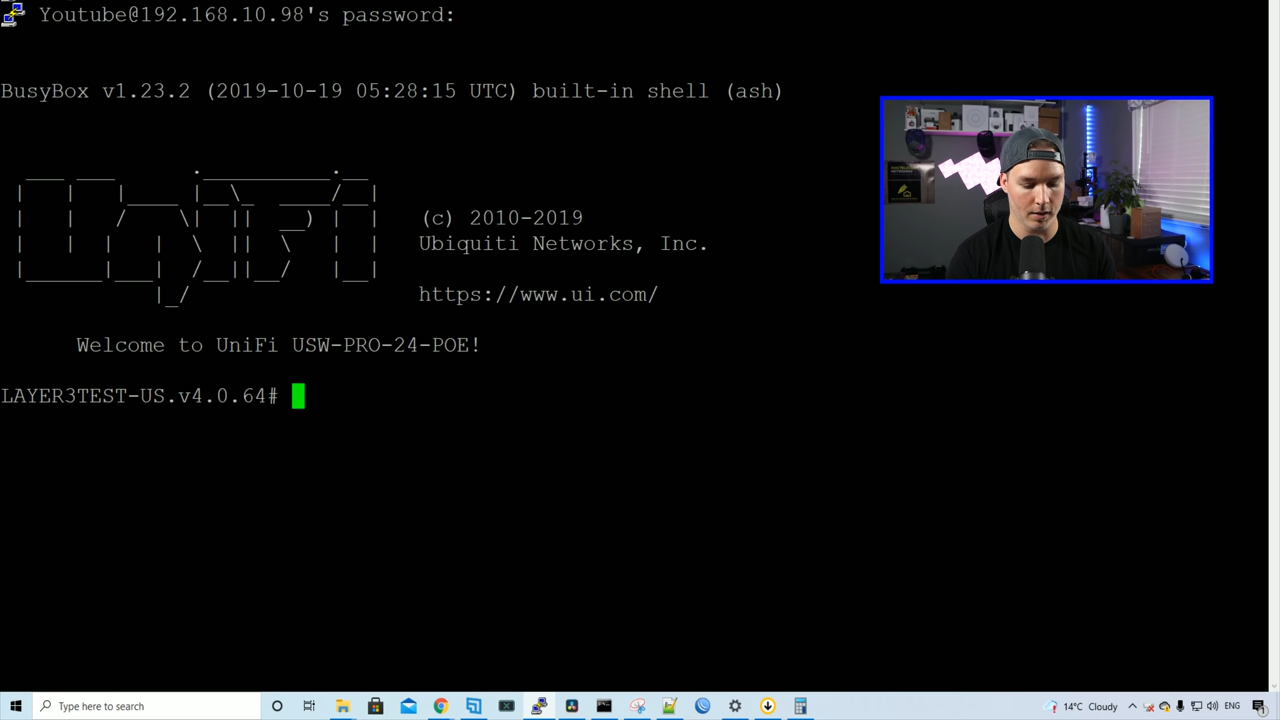 Youtube@192.168.10.98's password:
BusyBox v1.23.2 (2019-10-19 05:28:15 UTC) built-in shell (ash)
(c) 2010-2019
Ubiquiti Networks, Inc.
https://www.ui.com/
Welcome to UniFi USW-PRO-24-POE!
LAYER3TEST-US.v4.0.64#
Type here to search
14°C Cloudy
ENG